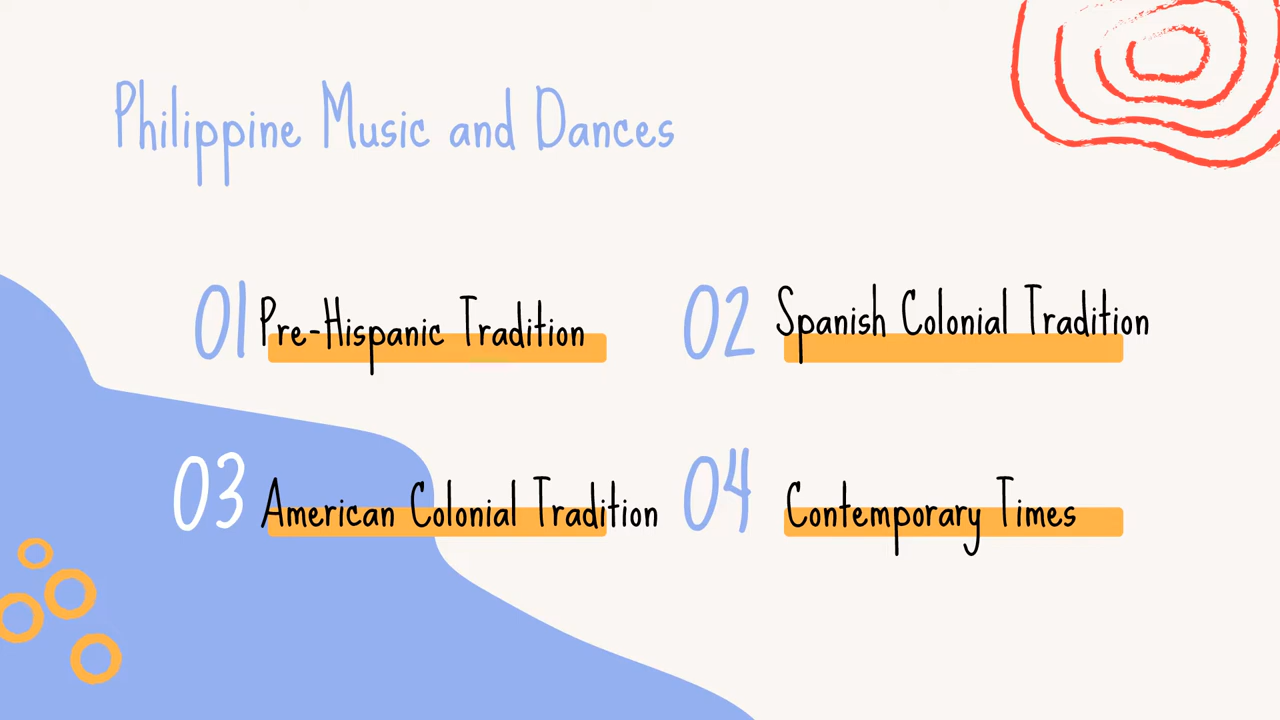 Philippine Music and Dances
01 Pre-Hispanic Tradition
02 Spanish Colonial Tradition
03 American Colonial Tradition
04 Contemporary Times